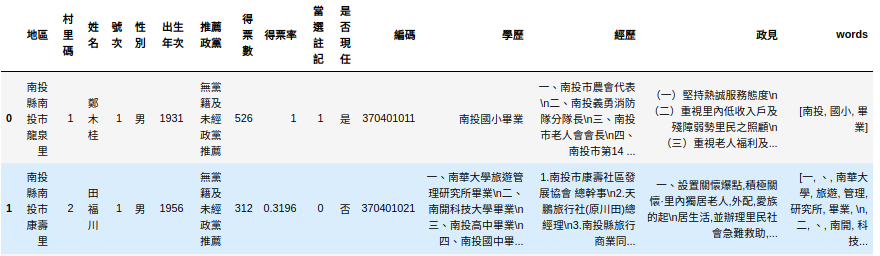 地區 村里碼 姓名 號次 性別 出生年次 推薦政黨 得票數 得票率 當選註記 是否現任 編碼 學歷 經歷 政見 words
0 南投縣南投市龍泉里 1 鄭木桂 1 男 1931 無黨籍及未經政黨推薦 526 1 1 是 370401011 南投國小畢業 一、南投市農會代表\n二、南投義勇消防隊分隊長\n三、南投市老人會會長\n四、南投市第14 ... （一）堅持熱誠服務態度\n（二）重視里內低收入戶及殘障弱勢里民之照顧\n（三）重視老人福利及... [南投, 國小, 畢業]
1 南投縣南投市康壽里 2 田福川 1 男 1956 無黨籍及未經政黨推薦 312 0.3196 0 否 370401021 一、南華大學旅遊管理研究所畢業\n二、南開科技大學畢業\n三、南投高中畢業\n四、南投國中畢... 1.南投市康壽社區發展協會 總幹事\n2.天鵬旅行社(原川田)總經理\n3.南投縣旅行商業同... 一、設置關懷爆點,積極關懷·里內獨居老人,外配,愛族的起\n居生活,並辦理里民社會急難救助,... [一, 、, 南華大學, 旅遊, 管理, 研究所, 畢業, \n, 二, 、, 南開, 科技...